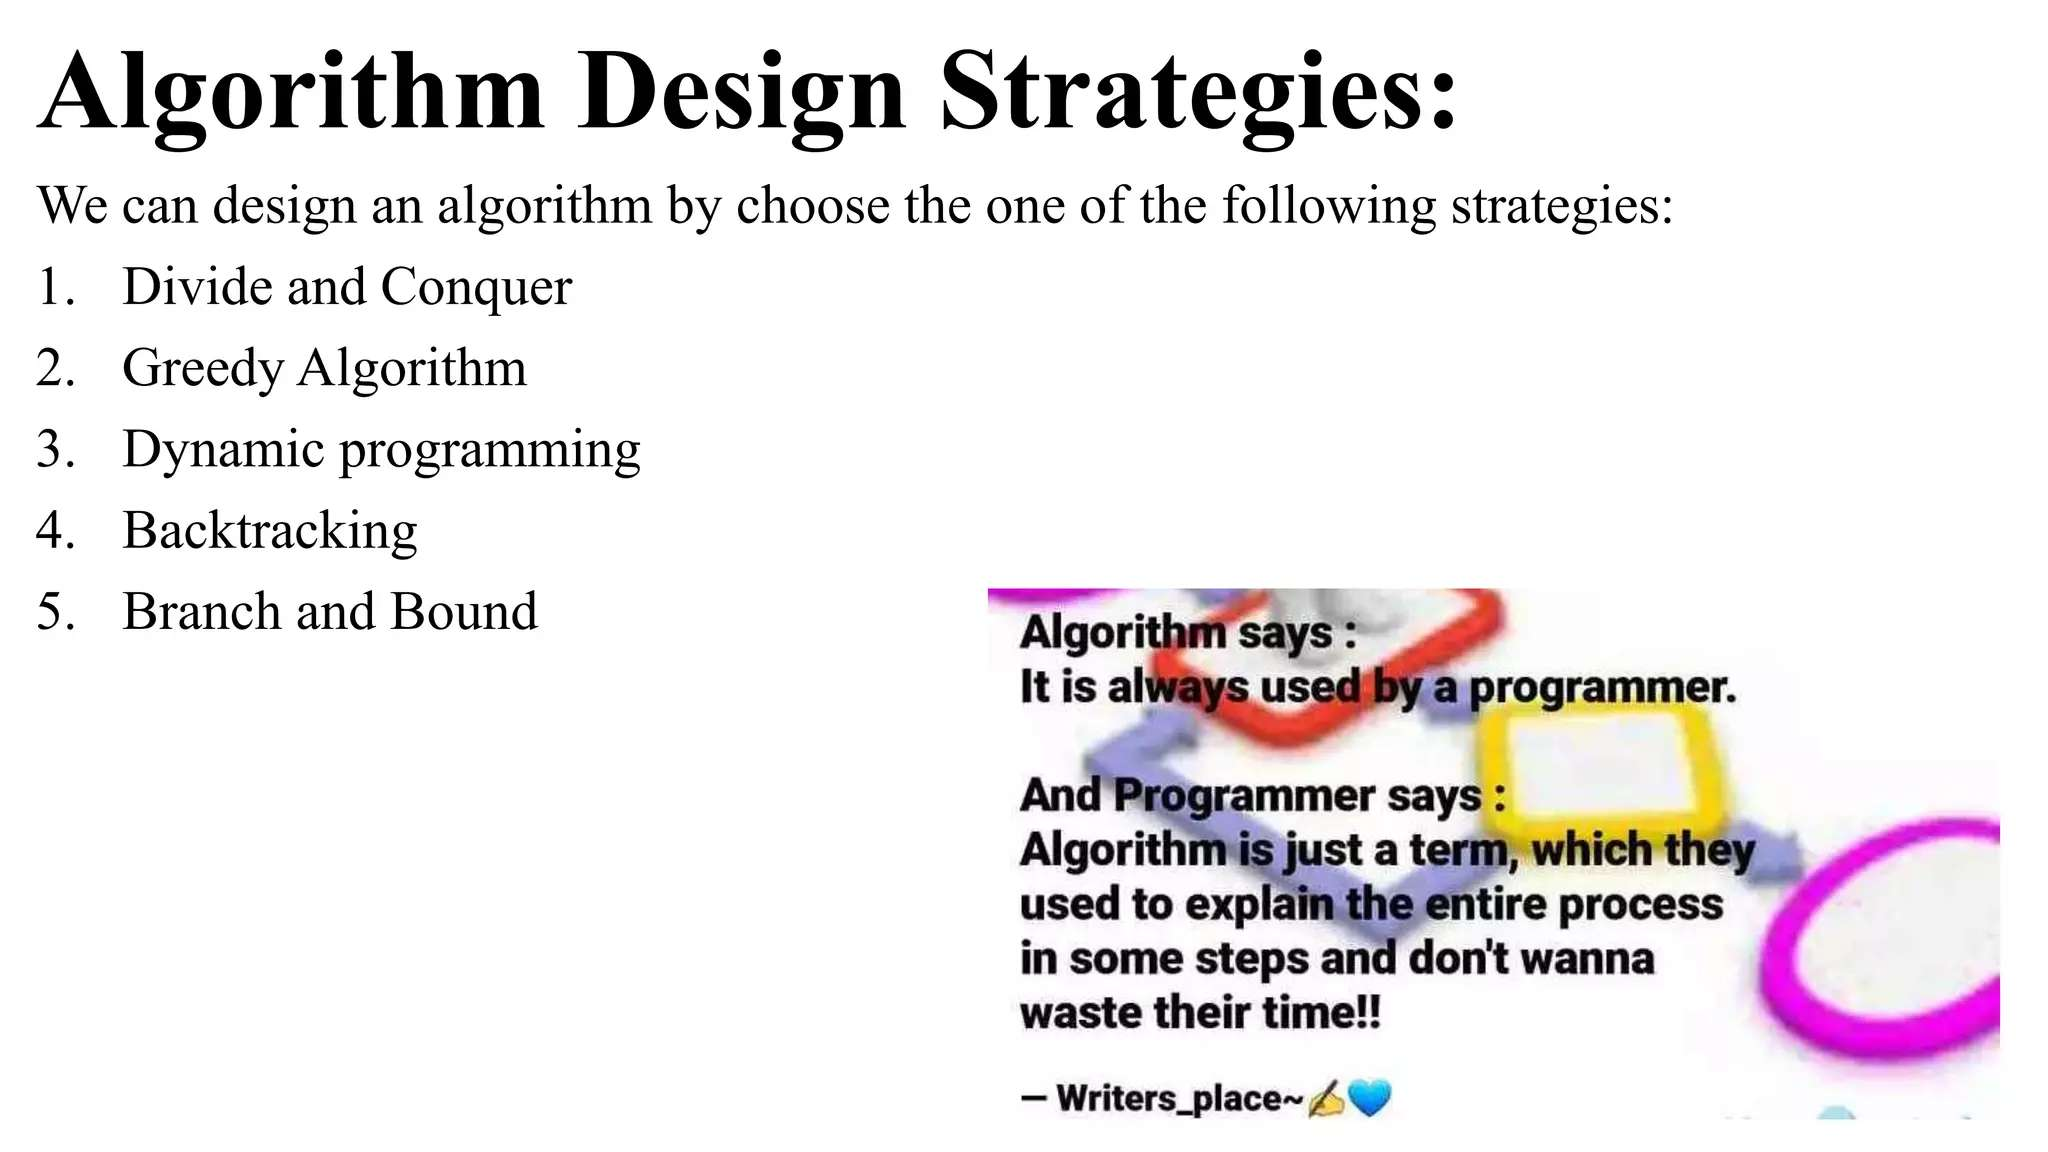 Algorithm Design Strategies:
We can design an algorithm by choose the one of the following strategies:
1. Divide and Conquer
2. Greedy Algorithm
3. Dynamic programming
4. Backtracking
5. Branch and Bound
Algorithm says :
It is always used by a programmer.
And Programmer says :
Algorithm is just a term, which they
used to explain the entire process
in some steps and don't wanna
waste their time!!
— Writers_place~✍️💙